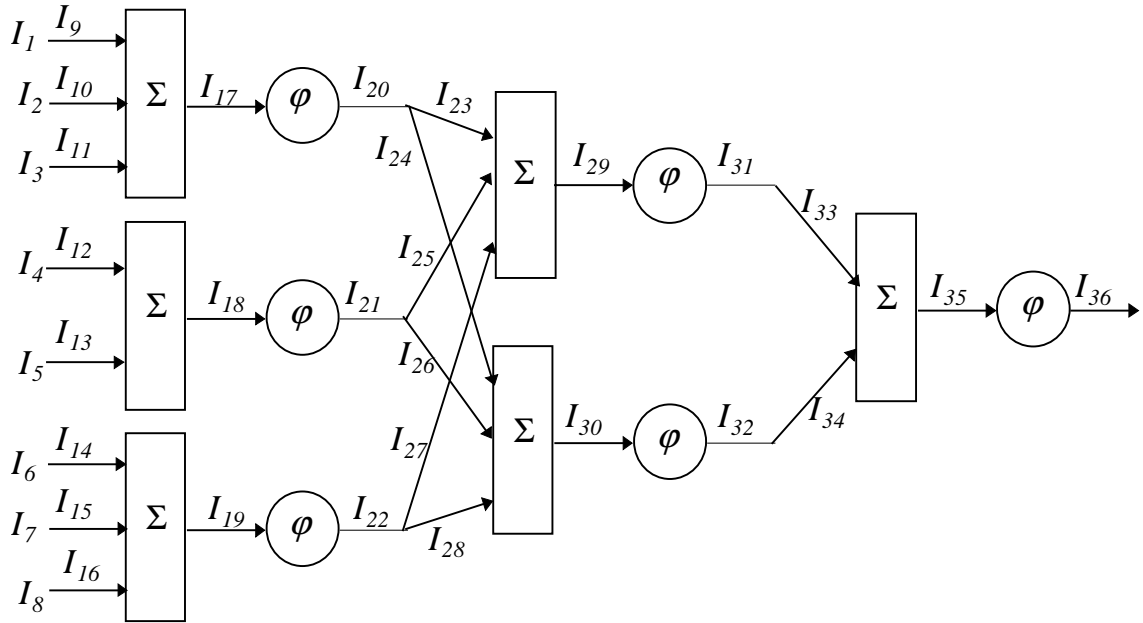 I1 I9
I2 I10
I3 I11
Σ
I17
φ
I20
I23
I24
I4 I12
I5 I13
Σ
I18
φ
I21
I25
I26
I6 I14
I7 I15
I8 I16
Σ
I19
φ
I22
I27
I28
Σ
I29
φ
I31
I33
Σ
I30
φ
I32
I34
Σ
I35
φ
I36